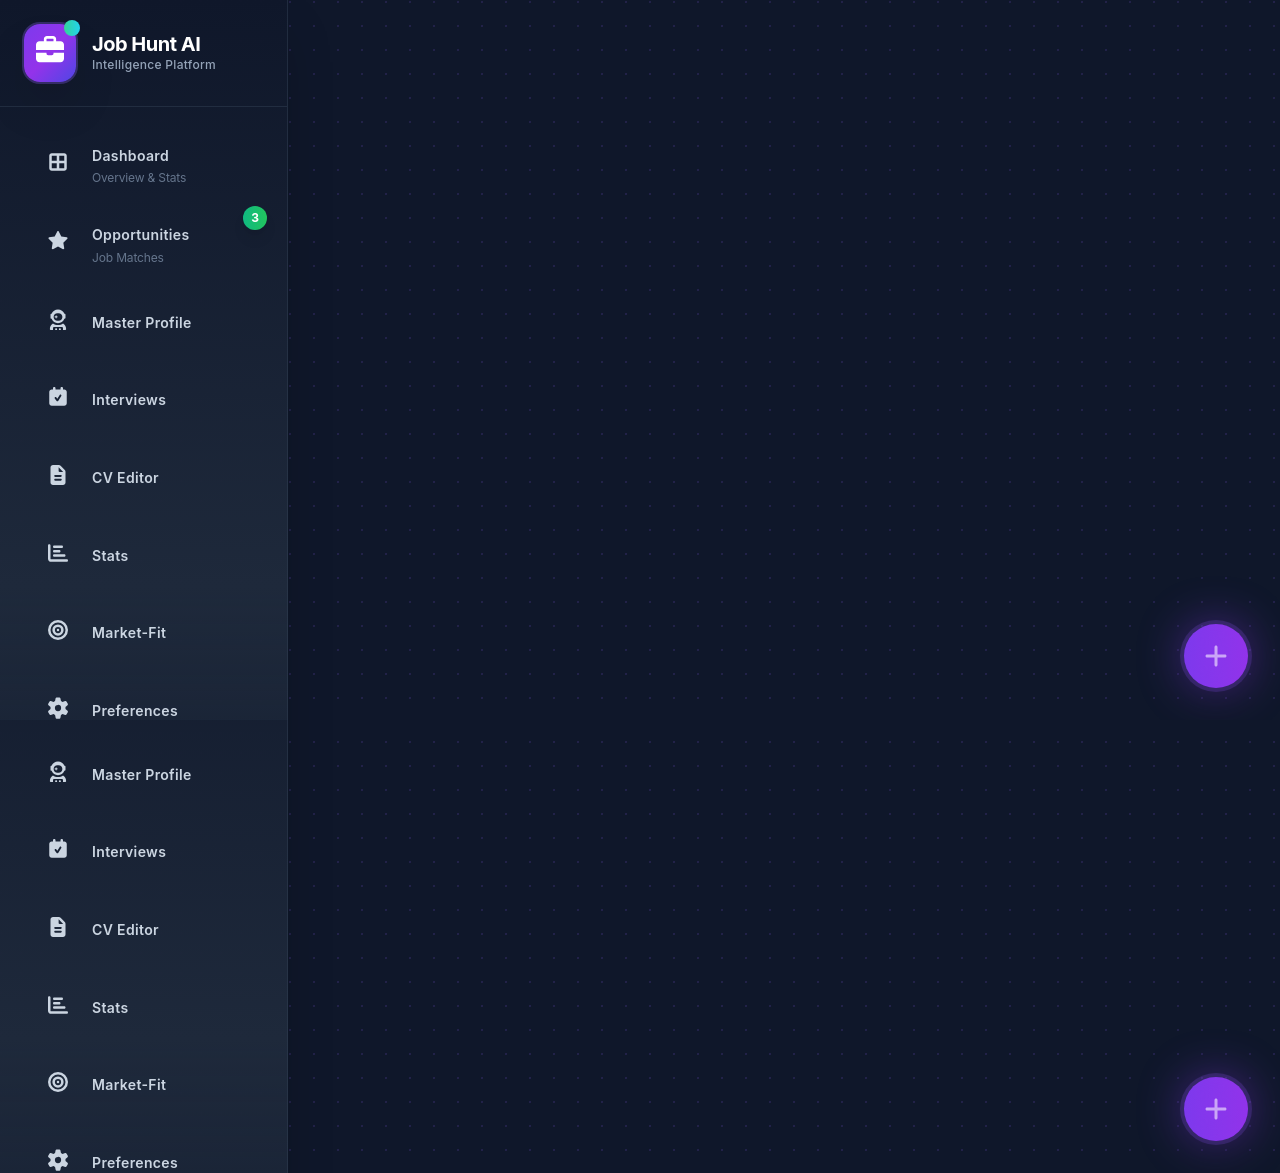 Job Hunt AI
Intelligence Platform
Dashboard
Overview & Stats
3
Opportunities
Job Matches
Master Profile
Interviews
CV Editor
Stats
Market-Fit
Preferences
Master Profile
Interviews
CV Editor
Stats
Market-Fit
Preferences